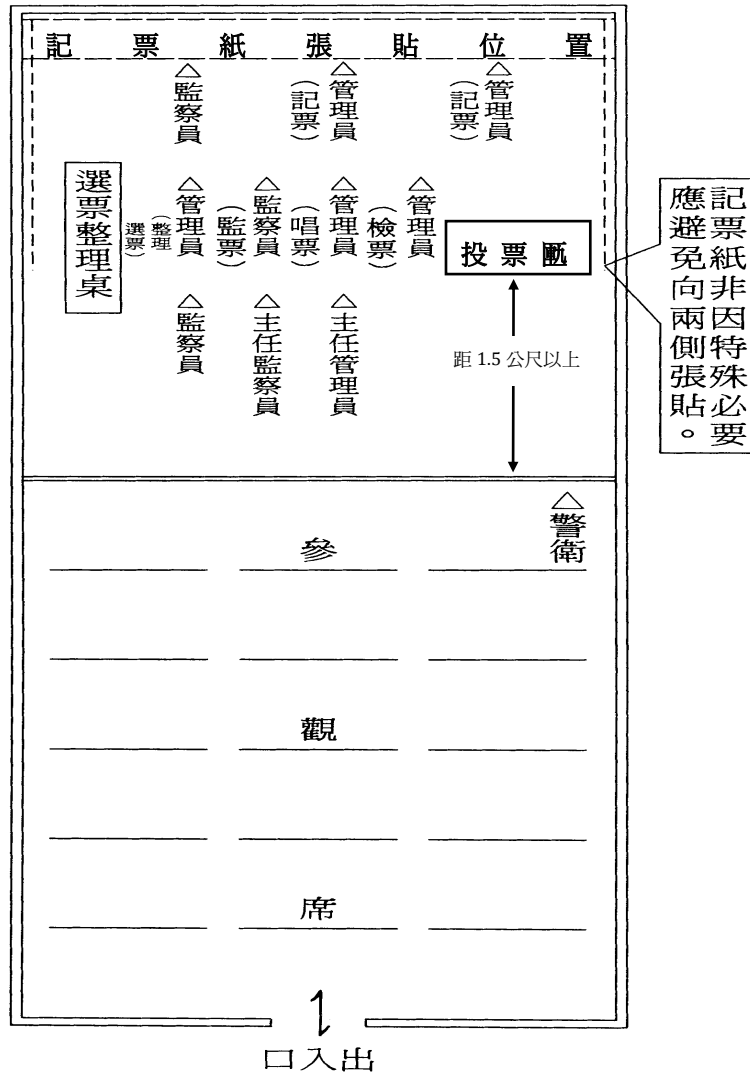 記票紙張貼位置
△監察員
△管理員
(記票)
△管理員
(記票)
選票整理桌
△管理員
(整理
選票)
△監察員
(監票)
△管理員
(唱票)
△管理員
(檢票)
投票匭
記票紙非因特殊必要
應避免向兩側張貼。
△監察員
△主任監察員
△主任管理員
距 1.5 公尺以上
△警衛
參
觀
席
口入出